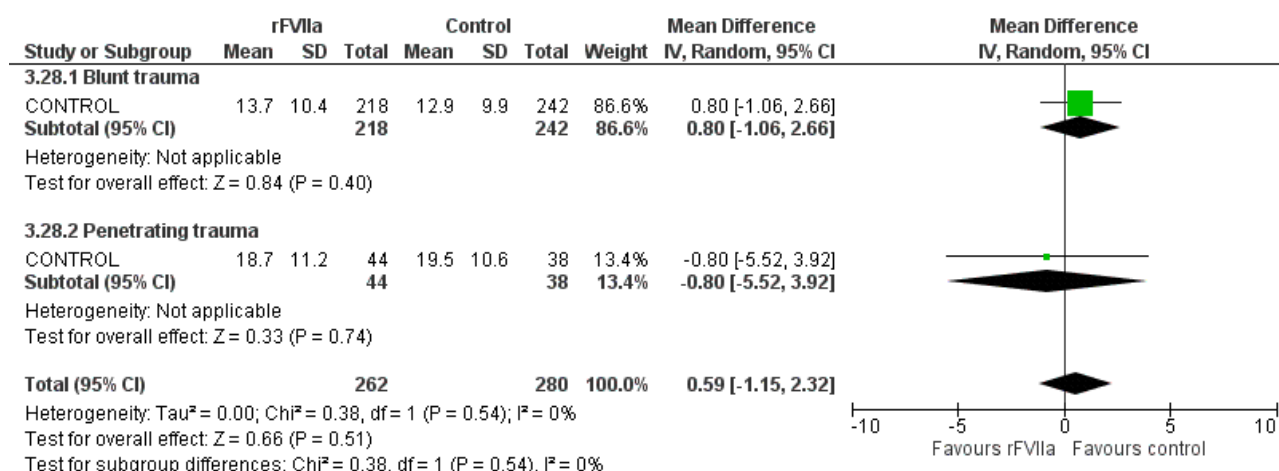 rFVIIa Control Mean Difference Mean Difference
Study or Subgroup Mean SD Total Mean SD Total Weight IV, Random, 95% CI IV, Random, 95% CI
3.28.1 Blunt trauma
CONTROL 13.7 10.4 218 12.9 9.9 242 86.6% 0.80 [-1.06, 2.66]
Subtotal (95% CI) 218 242 86.6% 0.80 [-1.06, 2.66]
Heterogeneity: Not applicable
Test for overall effect: Z = 0.84 (P = 0.40)
3.28.2 Penetrating trauma
CONTROL 18.7 11.2 44 19.5 10.6 38 13.4% -0.80 [-5.52, 3.92]
Subtotal (95% CI) 44 38 13.4% -0.80 [-5.52, 3.92]
Heterogeneity: Not applicable
Test for overall effect: Z = 0.33 (P = 0.74)
Total (95% CI) 262 280 100.0% 0.59 [-1.15, 2.32]
Heterogeneity: Tau² = 0.00; Chi² = 0.38, df = 1 (P = 0.54); I² = 0%
Test for overall effect: Z = 0.66 (P = 0.51)
Test for subgroup differences: Chi² = 0.38, df = 1 (P = 0.54), I² = 0%
-10 -5 0 5 10
Favours rFVIIa Favours control